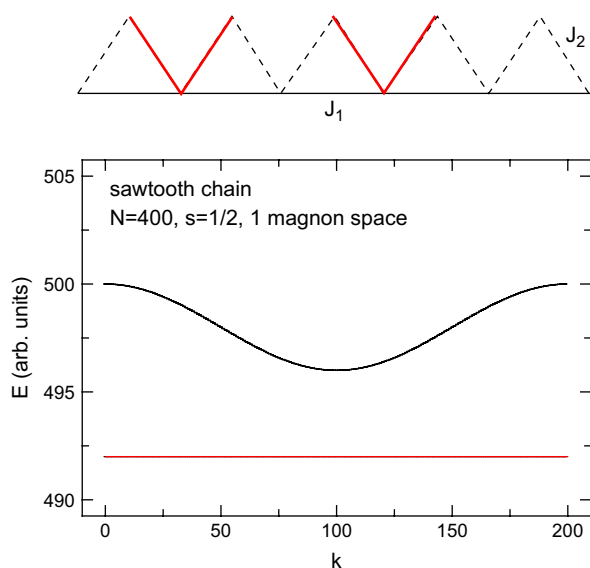 J2
J1
505
sawtooth chain
N=400, s=1/2, 1 magnon space
500
E (arb. units)
495
490
0
50
100
150
200
k